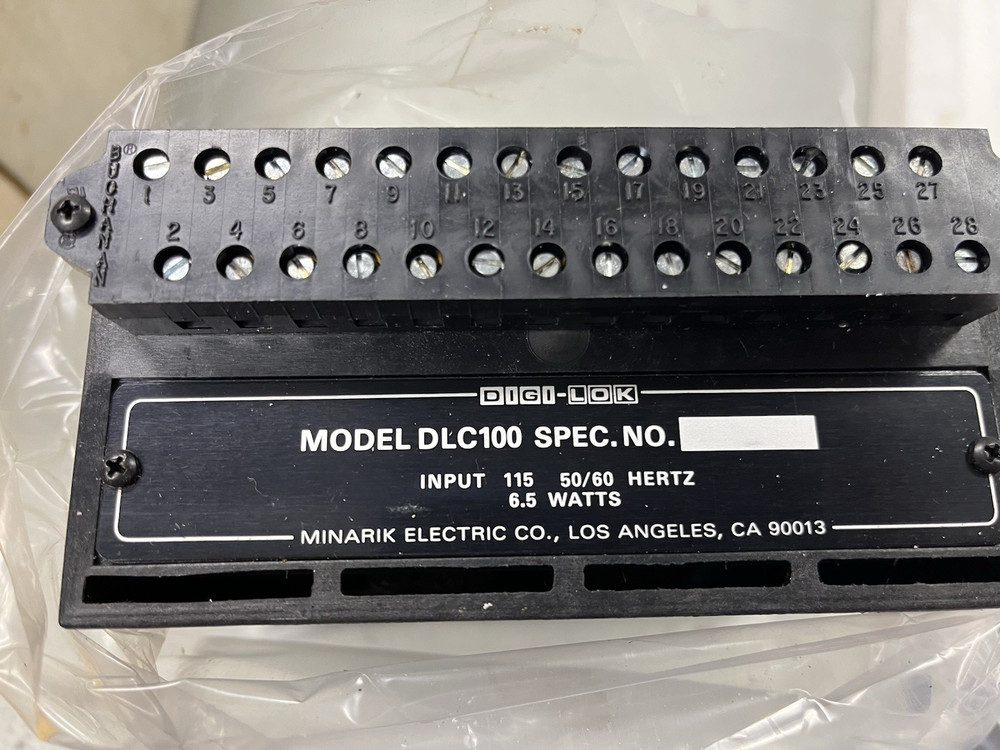 BUCHANAN®
1 3 5 7 9 11 13 15 17 19 21 23 25 27
2 4 6 8 10 12 14 16 18 20 22 24 26 28
DIGI-LOK
MODEL DLC100 SPEC. NO.
INPUT 115 50/60 HERTZ
6.5 WATTS
MINARIK ELECTRIC CO., LOS ANGELES, CA 90013